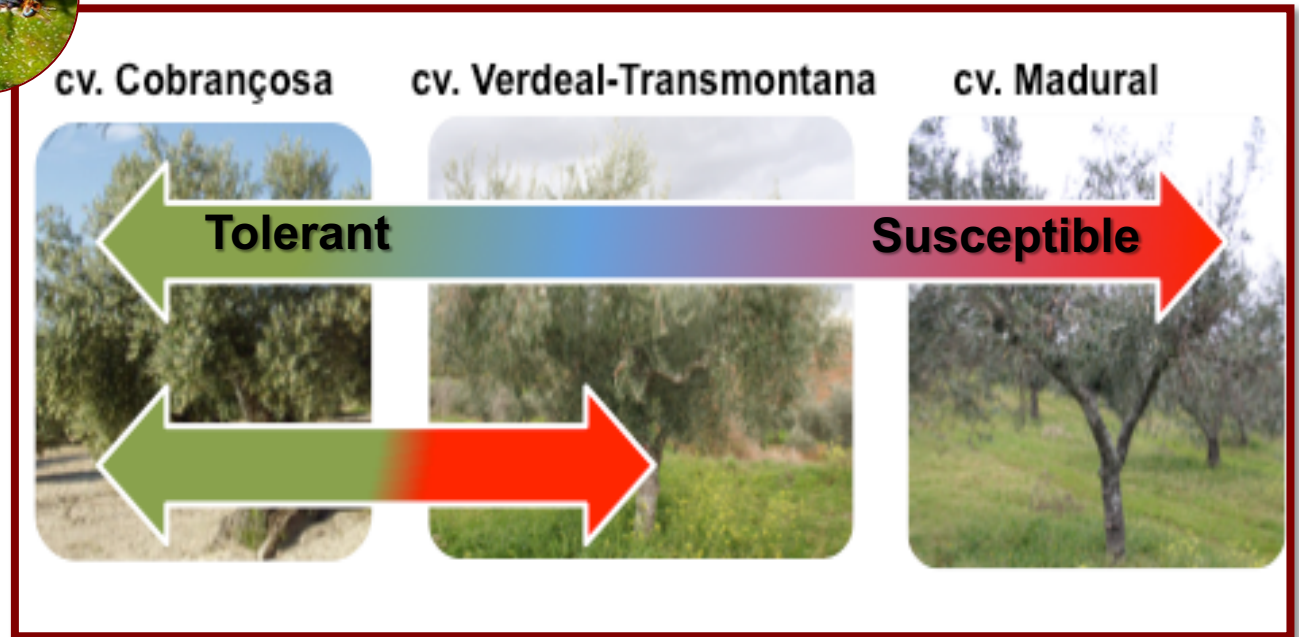 cv. Cobrançosa cv. Verdeal-Transmontana cv. Madural
Tolerant Susceptible